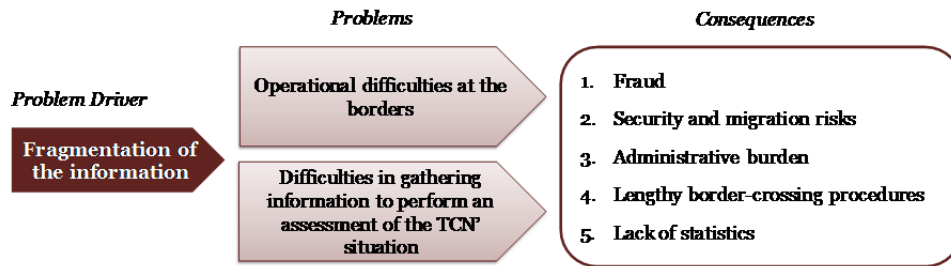 Problem Driver
Fragmentation of
the information
Problems
Operational difficulties at the
borders
Difficulties in gathering
information to perform an
assessment of the TCN'
situation
Consequences
1. Fraud
2. Security and migration risks
3. Administrative burden
4. Lengthy border-crossing procedures
5. Lack of statistics